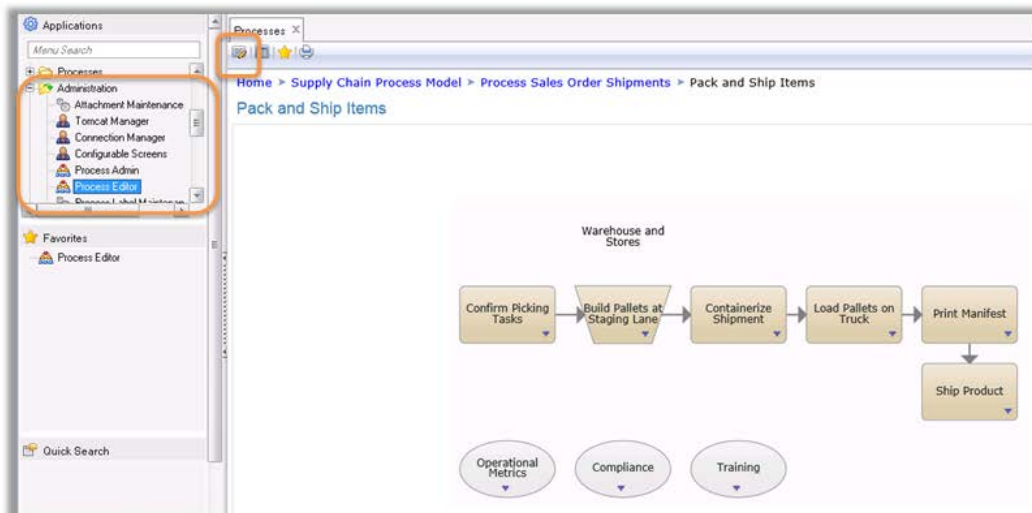 Applications
Menu Search
Processes
Administration
Attachment Maintenance
Tomcat Manager
Connection Manager
Configurable Screens
Process Admin
Process Editor
Favorites
Process Editor
Quick Search
Processes X
Home > Supply Chain Process Model > Process Sales Order Shipments > Pack and Ship Items
Pack and Ship Items
Warehouse and
Stores
Confirm Picking
Tasks
Build Pallets at
Staging Lane
Containerize
Shipment
Load Pallets on
Truck
Print Manifest
Ship Product
Operational
Metrics
Compliance
Training